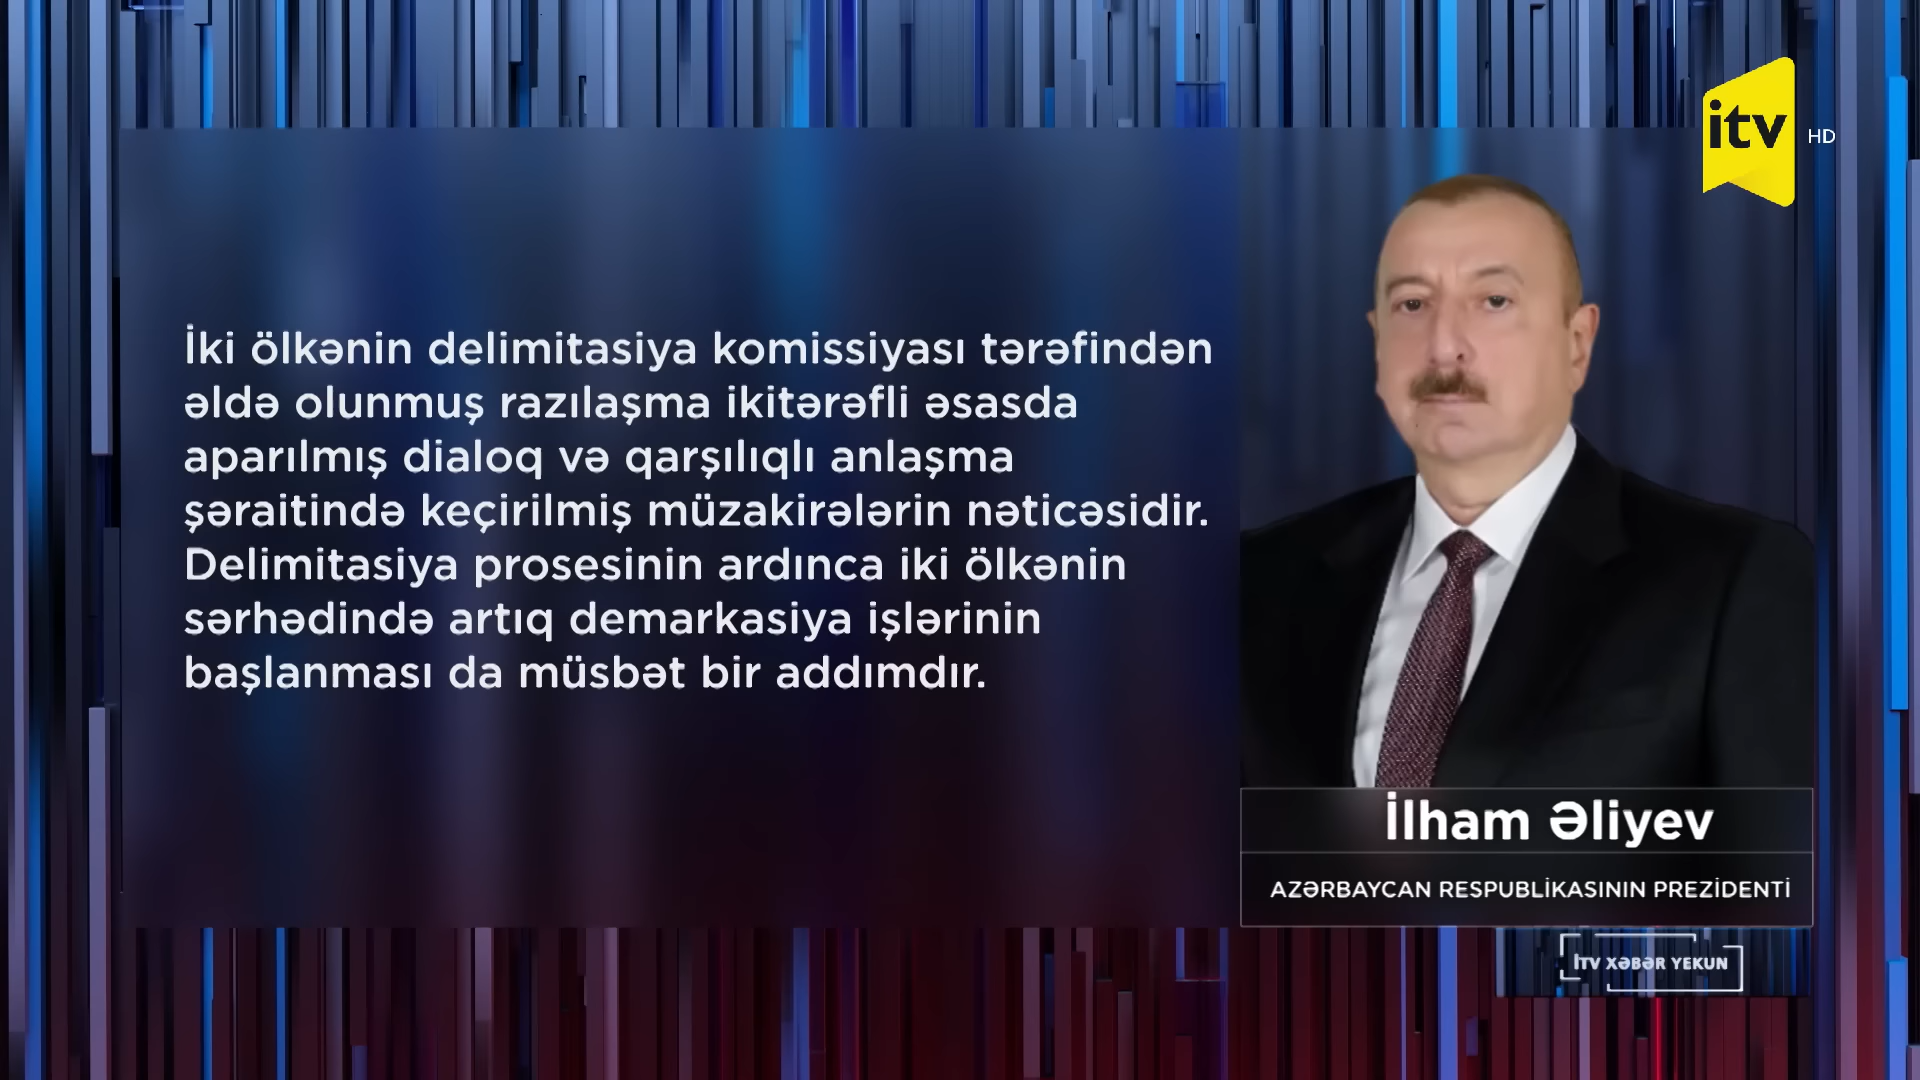 itv HD
İki ölkənin delimitasiya komissiyası tərəfindən
əldə olunmuş razılaşma ikitərəfli əsasda
aparılmış dialoq və qarşılıqlı anlaşma
şəraitində keçirilmiş müzakirələrin nəticəsidir.
Delimitasiya prosesinin ardınca iki ölkənin
sərhədində artıq demarkasiya işlərinin
başlanması da müsbət bir addımdır.
İlham Əliyev
AZƏRBAYCAN RESPUBLİKASININ PREZİDENTİ
İTV XƏBƏR YEKUN